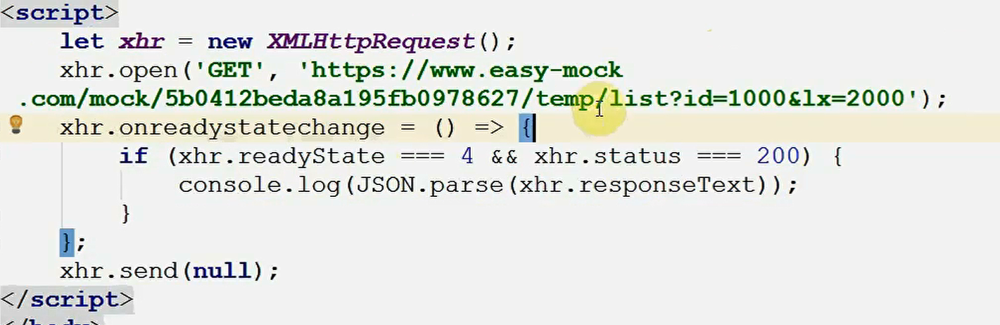 <script>
let xhr = new XMLHttpRequest();
xhr.open('GET', 'https://www.easy-mock
.com/mock/5b0412beda8a195fb0978627/temp/list?id=1000&lx=2000');
xhr.onreadystatechange = () => {
if (xhr.readyState === 4 && xhr.status === 200) {
console.log(JSON.parse(xhr.responseText));
}
};
xhr.send(null);
</script>
</body>